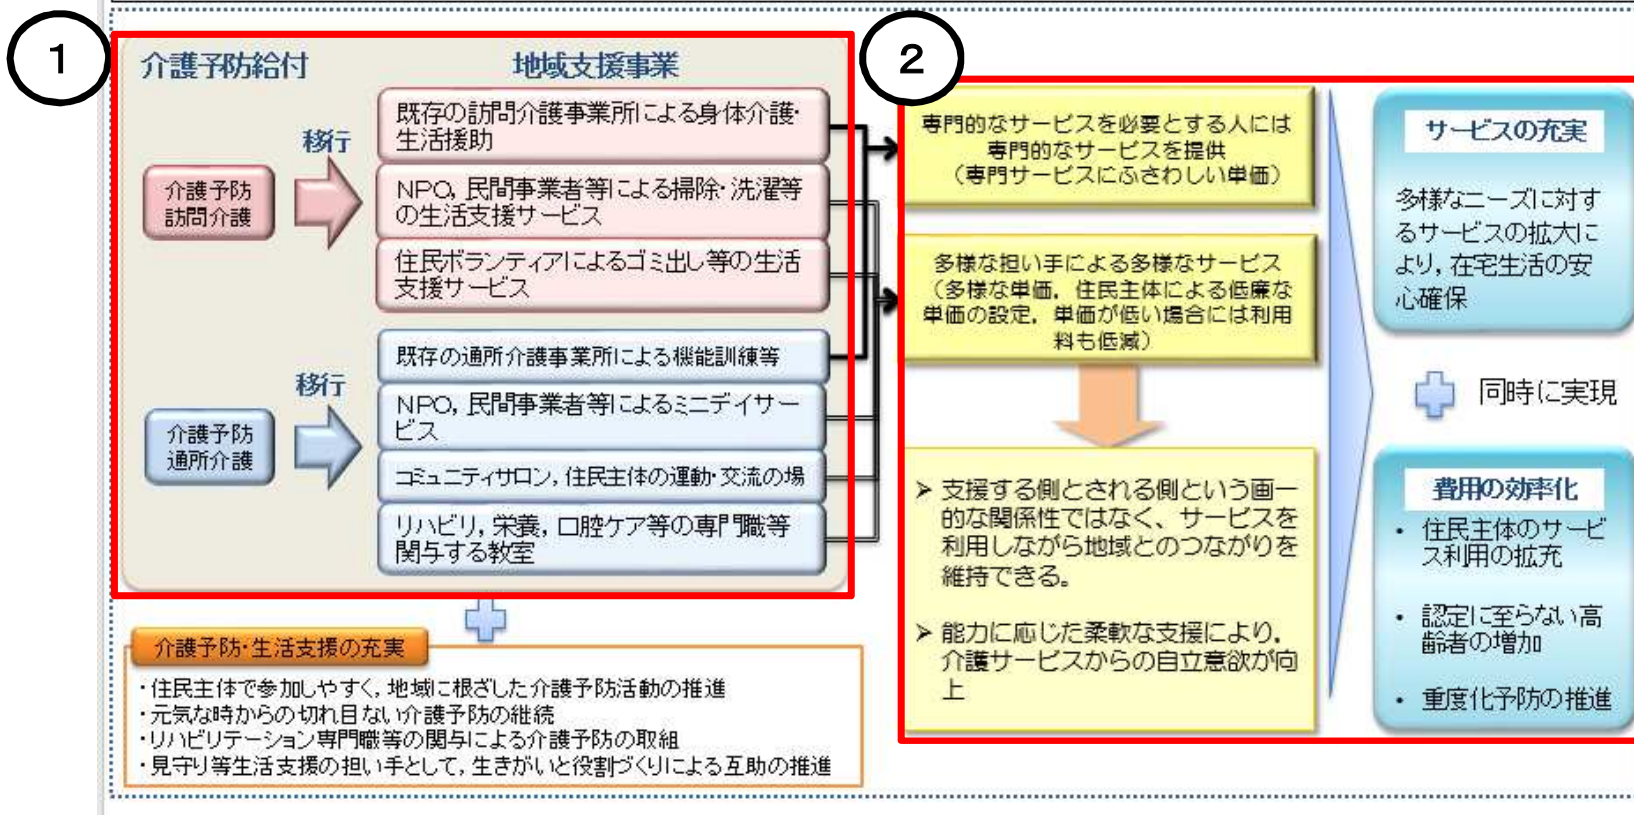 1
介護予防給付
地域支援事業
移行
介護予防
訪問介護
既存の訪問介護事業所による身体介護・
生活援助
NPO,民間事業者等による掃除・洗濯等
の生活支援サービス
住民ボランティアによるゴミ出し等の生活
支援サービス
移行
介護予防
通所介護
既存の通所介護事業所による機能訓練等
NPO,民間事業者等によるミニデイサー
ビス
コミュニティサロン,住民主体の運動・交流の場
リハビリ,栄養,口腔ケア等の専門職等
関与する教室
介護予防・生活支援の充実
・住民主体で参加しやすく,地域に根ざした介護予防活動の推進
・元気な時からの切れ目ない介護予防の継続
・リハビリテーション専門職等の関与による介護予防の取組
・見守り等生活支援の担い手として,生きがいと役割づくりによる互助の推進
2
専門的なサービスを必要とする人には
専門的なサービスを提供
(専門サービスにふさわしい単価)
多様な担い手による多様なサービス
(多様な単価,住民主体による低廉な
単価の設定,単価が低い場合には利用
料も低減)
➢ 支援する側とされる側という画一
的な関係性ではなく、サービスを
利用しながら地域とのつながりを
維持できる。
➢ 能力に応じた柔軟な支援により,
介護サービスからの自立意欲が向
上
サービスの充実
多様なニーズに対す
るサービスの拡大に
より,在宅生活の安
心確保
同時に実現
費用の効率化
・ 住民主体のサービ
ス利用の拡充
・ 認定に至らない高
齢者の増加
・ 重度化予防の推進